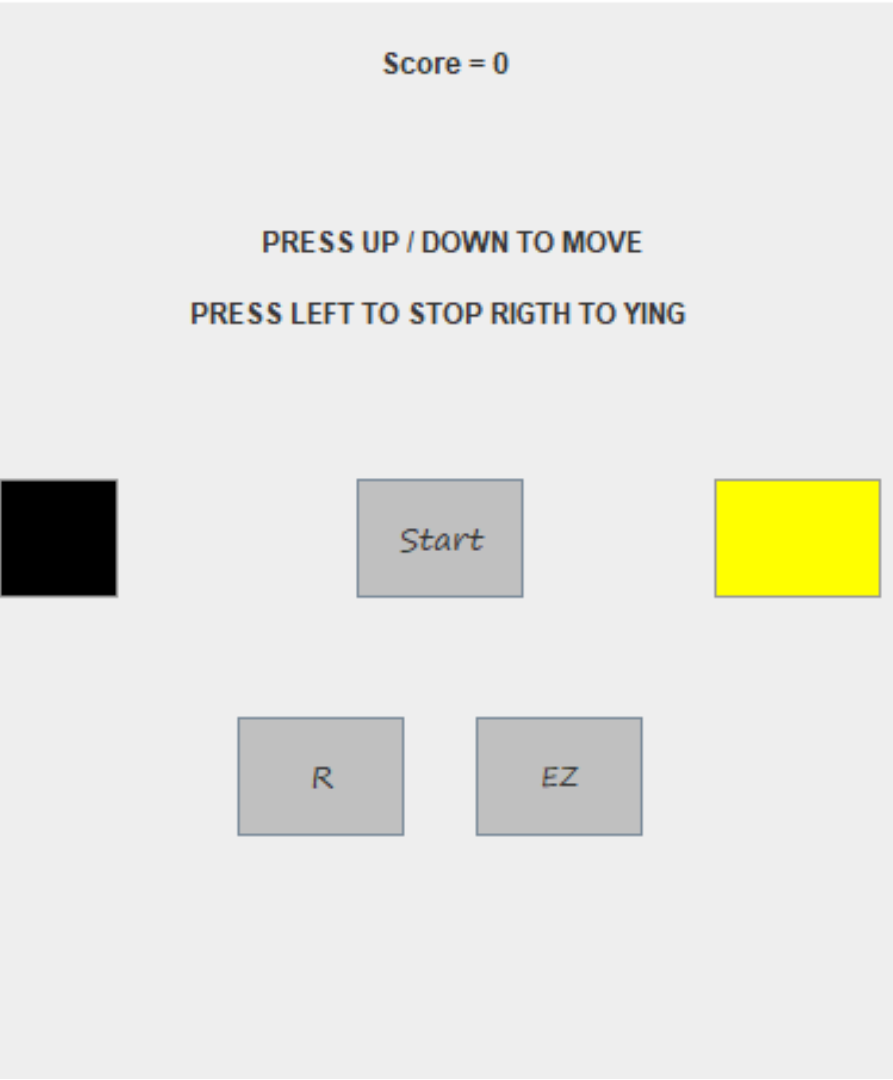 Score = 0
PRESS UP / DOWN TO MOVE
PRESS LEFT TO STOP RIGTH TO YING
Start
R
EZ